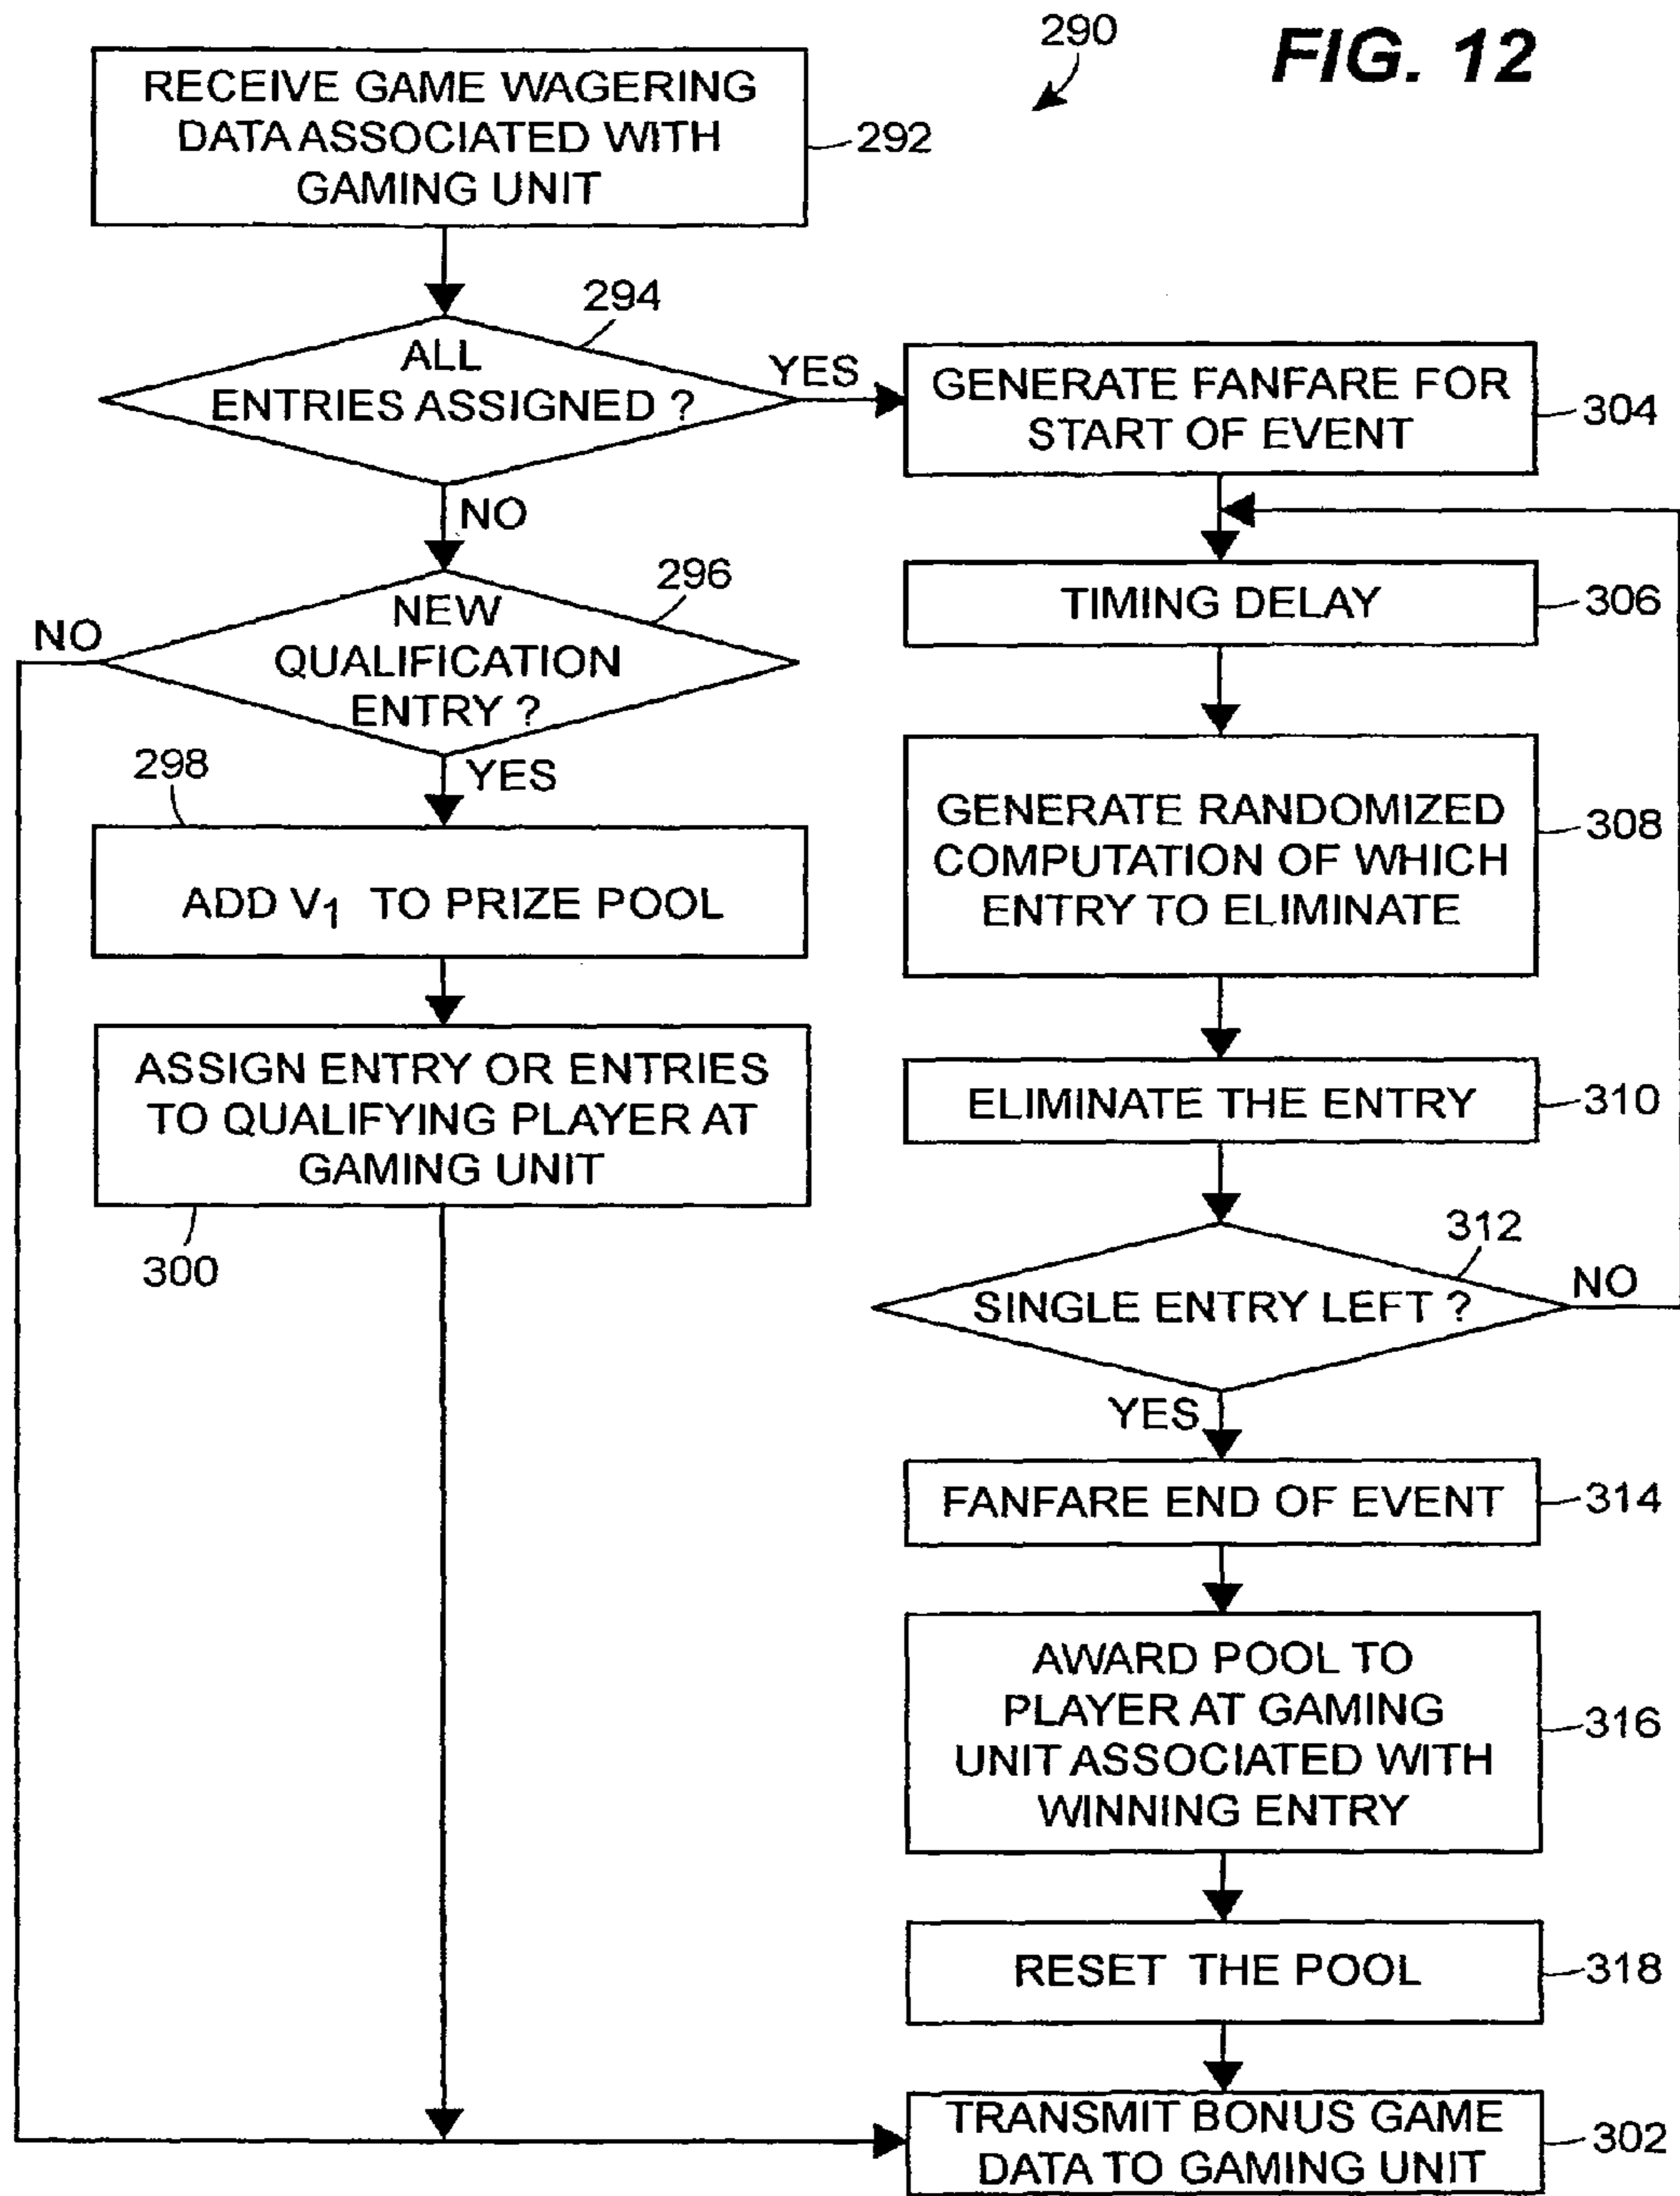 290
FIG. 12
RECEIVE GAME WAGERING
DATA ASSOCIATED WITH
GAMING UNIT
292
294
ALL
ENTRIES ASSIGNED ?
YES
NO
296
NEW
QUALIFICATION
ENTRY ?
NO
YES
298
ADD V₁ TO PRIZE POOL
ASSIGN ENTRY OR ENTRIES
TO QUALIFYING PLAYER AT
GAMING UNIT
300
GENERATE FANFARE FOR
START OF EVENT
304
TIMING DELAY
306
GENERATE RANDOMIZED
COMPUTATION OF WHICH
ENTRY TO ELIMINATE
308
ELIMINATE THE ENTRY
310
312
SINGLE ENTRY LEFT ?
NO
YES
FANFARE END OF EVENT
314
AWARD POOL TO
PLAYER AT GAMING
UNIT ASSOCIATED WITH
WINNING ENTRY
316
RESET THE POOL
318
TRANSMIT BONUS GAME
DATA TO GAMING UNIT
302